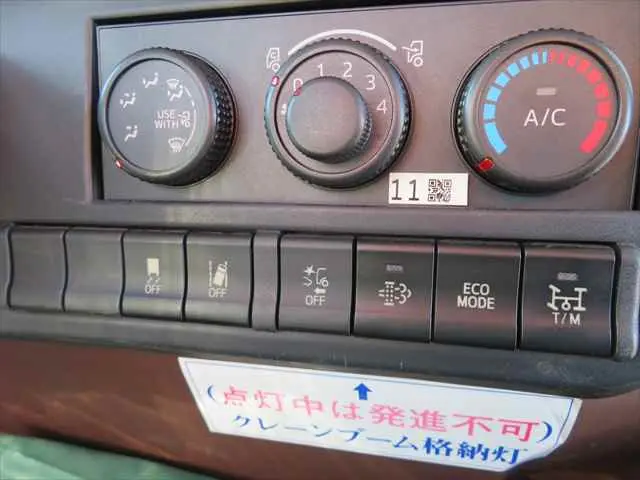 USE
WITH
0 1 2 3 4
A/C
11
OFF
OFF
OFF
ECO
MODE
T/M
(点灯中は発進不可)
クレーンブーム格納灯